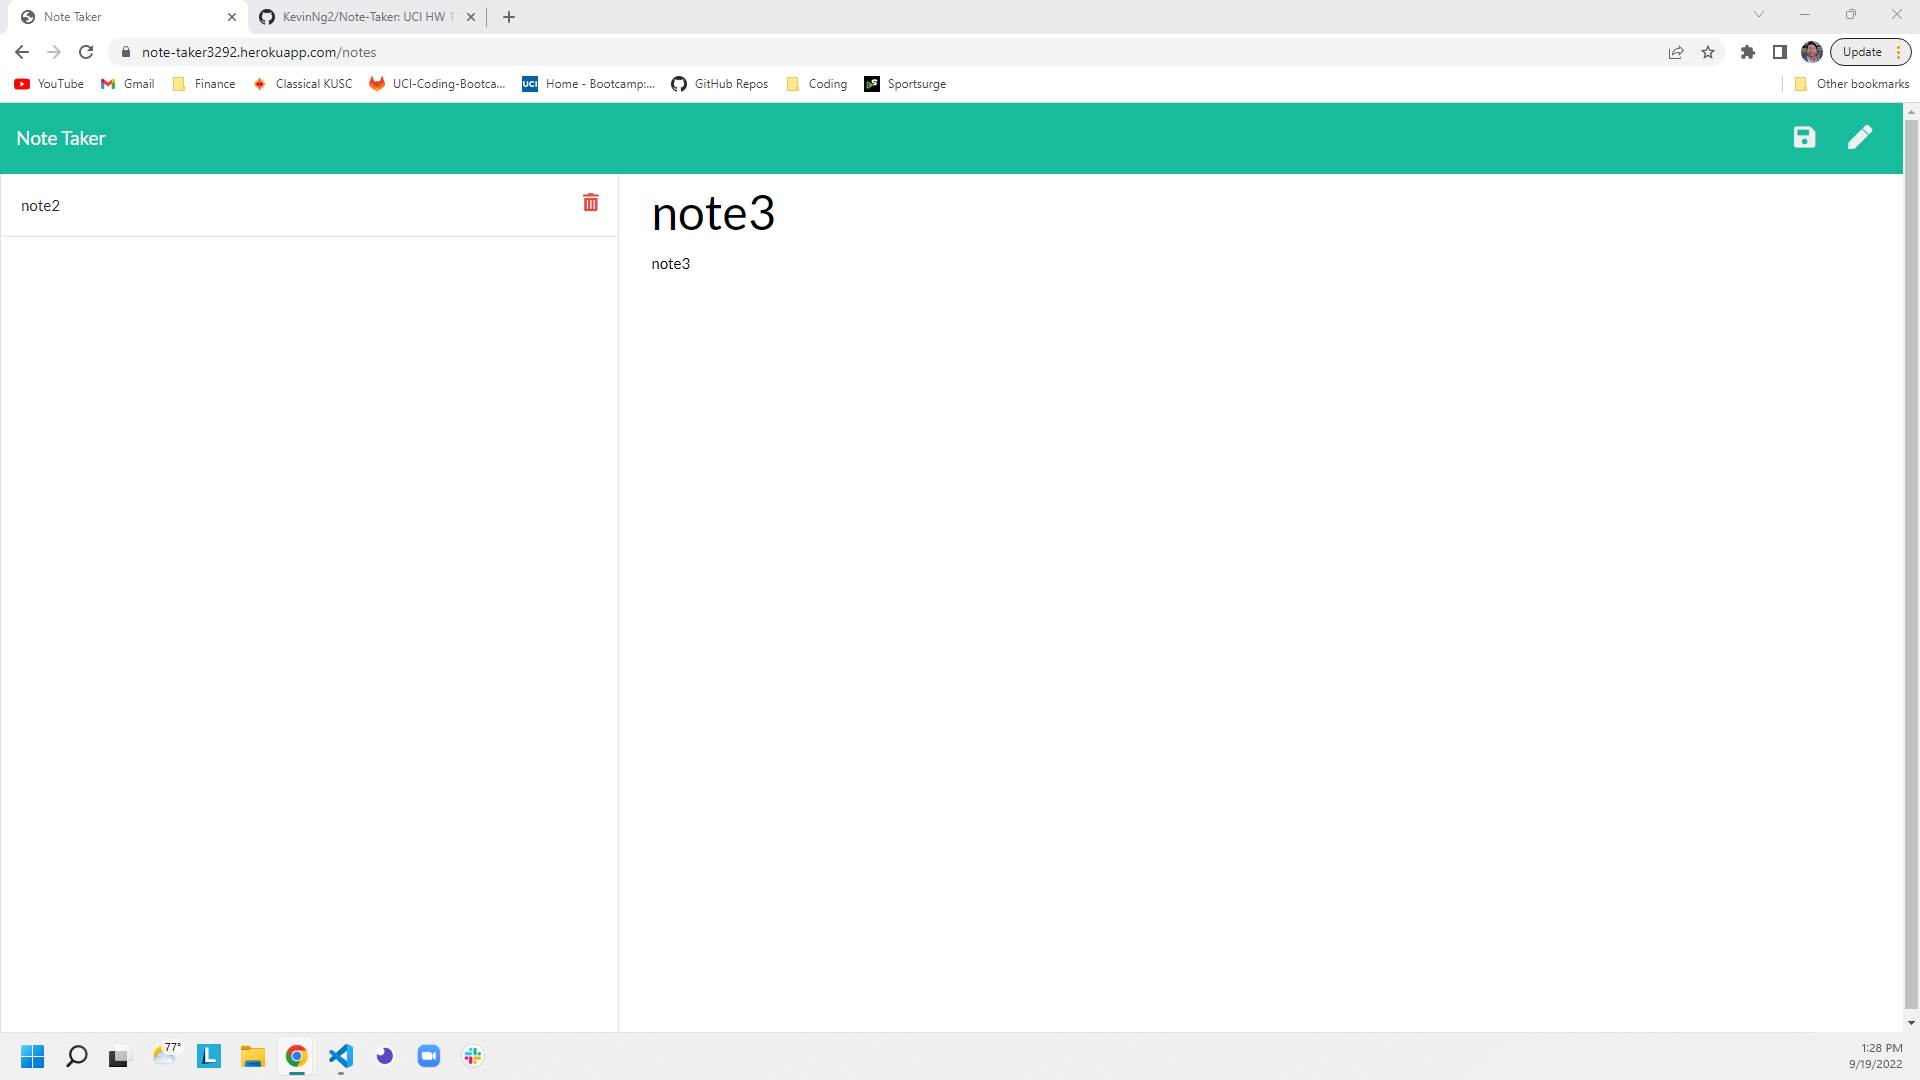 Note Taker
KevinNg2/Note-Taker: UCI HW 1
note-taker3292.herokuapp.com/notes
Update
YouTube
Gmail
Finance
Classical KUSC
UCI-Coding-Bootca...
UCI
Home - Bootcamp:...
GitHub Repos
Coding
Sportsurge
Other bookmarks
Note Taker
note2
note3
note3
77°
L
1:28 PM
9/19/2022